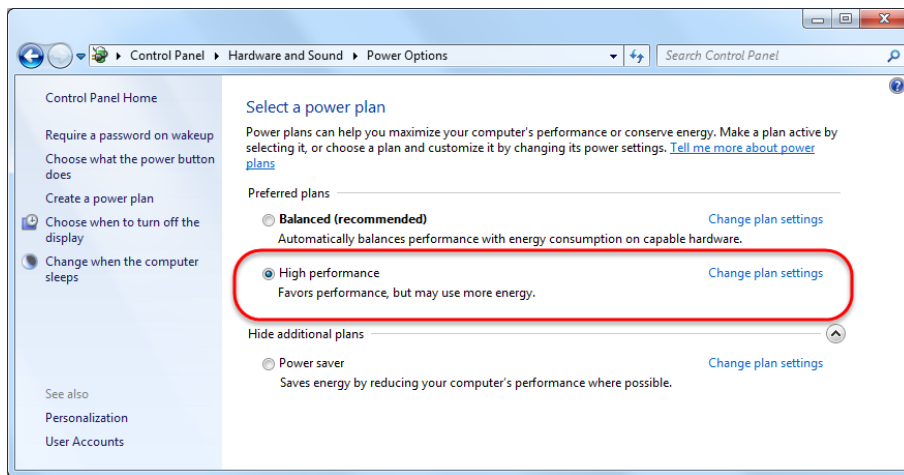 Control Panel Hardware and Sound Power Options
Search Control Panel
Control Panel Home
Require a password on wakeup
Choose what the power button
does
Create a power plan
Choose when to turn off the
display
Change when the computer
sleeps
See also
Personalization
User Accounts
Select a power plan
Power plans can help you maximize your computer's performance or conserve energy. Make a plan active by
selecting it, or choose a plan and customize it by changing its power settings. Tell me more about power
plans
Preferred plans
Balanced (recommended) Change plan settings
Automatically balances performance with energy consumption on capable hardware.
High performance Change plan settings
Favors performance, but may use more energy.
Hide additional plans
Power saver Change plan settings
Saves energy by reducing your computer's performance where possible.